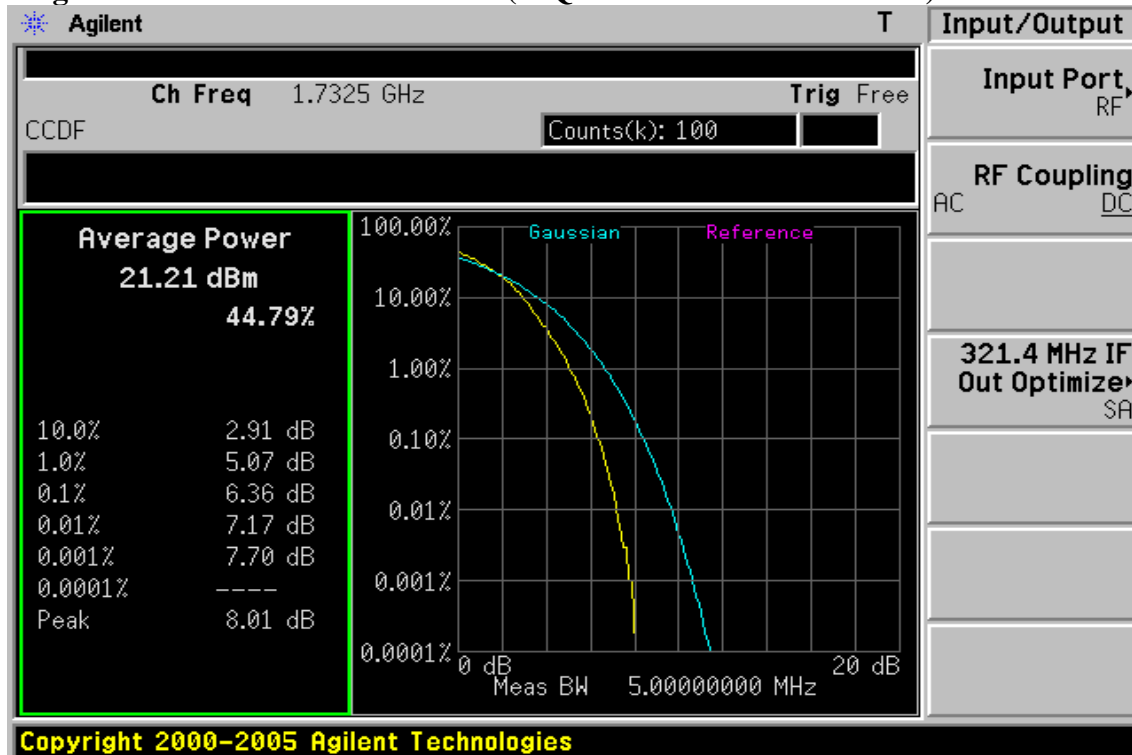 Agilent T
Input/Output
Ch Freq 1.7325 GHz Trig Free
CCDF Counts(k): 100
Input Port
RF
RF Coupling
AC DC
321.4 MHz IF
Out Optimize
SA
Average Power
21.21 dBm
44.79%
10.0% 2.91 dB
1.0% 5.07 dB
0.1% 6.36 dB
0.01% 7.17 dB
0.001% 7.70 dB
0.0001% ----
Peak 8.01 dB
Gaussian Reference
100.00%
10.00%
1.00%
0.10%
0.01%
0.001%
0.0001%
0 dB 20 dB
Meas BW 5.00000000 MHz
Copyright 2000-2005 Agilent Technologies